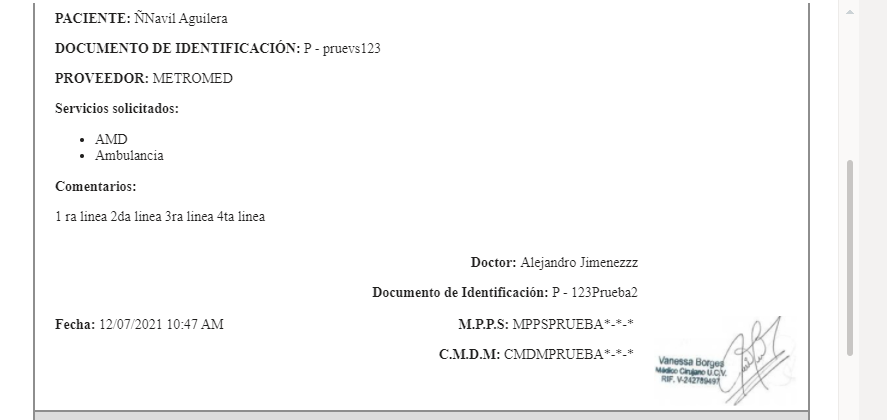 PACIENTE: ÑNavil Aguilera
DOCUMENTO DE IDENTIFICACIÓN: P - pruevs123
PROVEEDOR: METROMED
Servicios solicitados:
AMD
Ambulancia
Comentarios:
1 ra linea 2da linea 3ra linea 4ta linea
Doctor: Alejandro Jimenezzz
Documento de Identificación: P - 123Prueba2
Fecha: 12/07/2021 10:47 AM
M.P.P.S: MPPSPRUEBA*-*-*
C.M.D.M: CMDMPRUEBA*-*-*
Vanessa Borges
Médico Cirujano U.C.V.
RIF. V-242789497